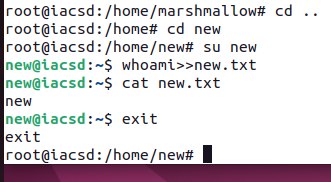 root@iacsd:/home/marshmallow# cd ..
root@iacsd:/home# cd new
root@iacsd:/home/new# su new
new@iacsd:~$ whoami>>new.txt
new@iacsd:~$ cat new.txt
new
new@iacsd:~$ exit
exit
root@iacsd:/home/new#